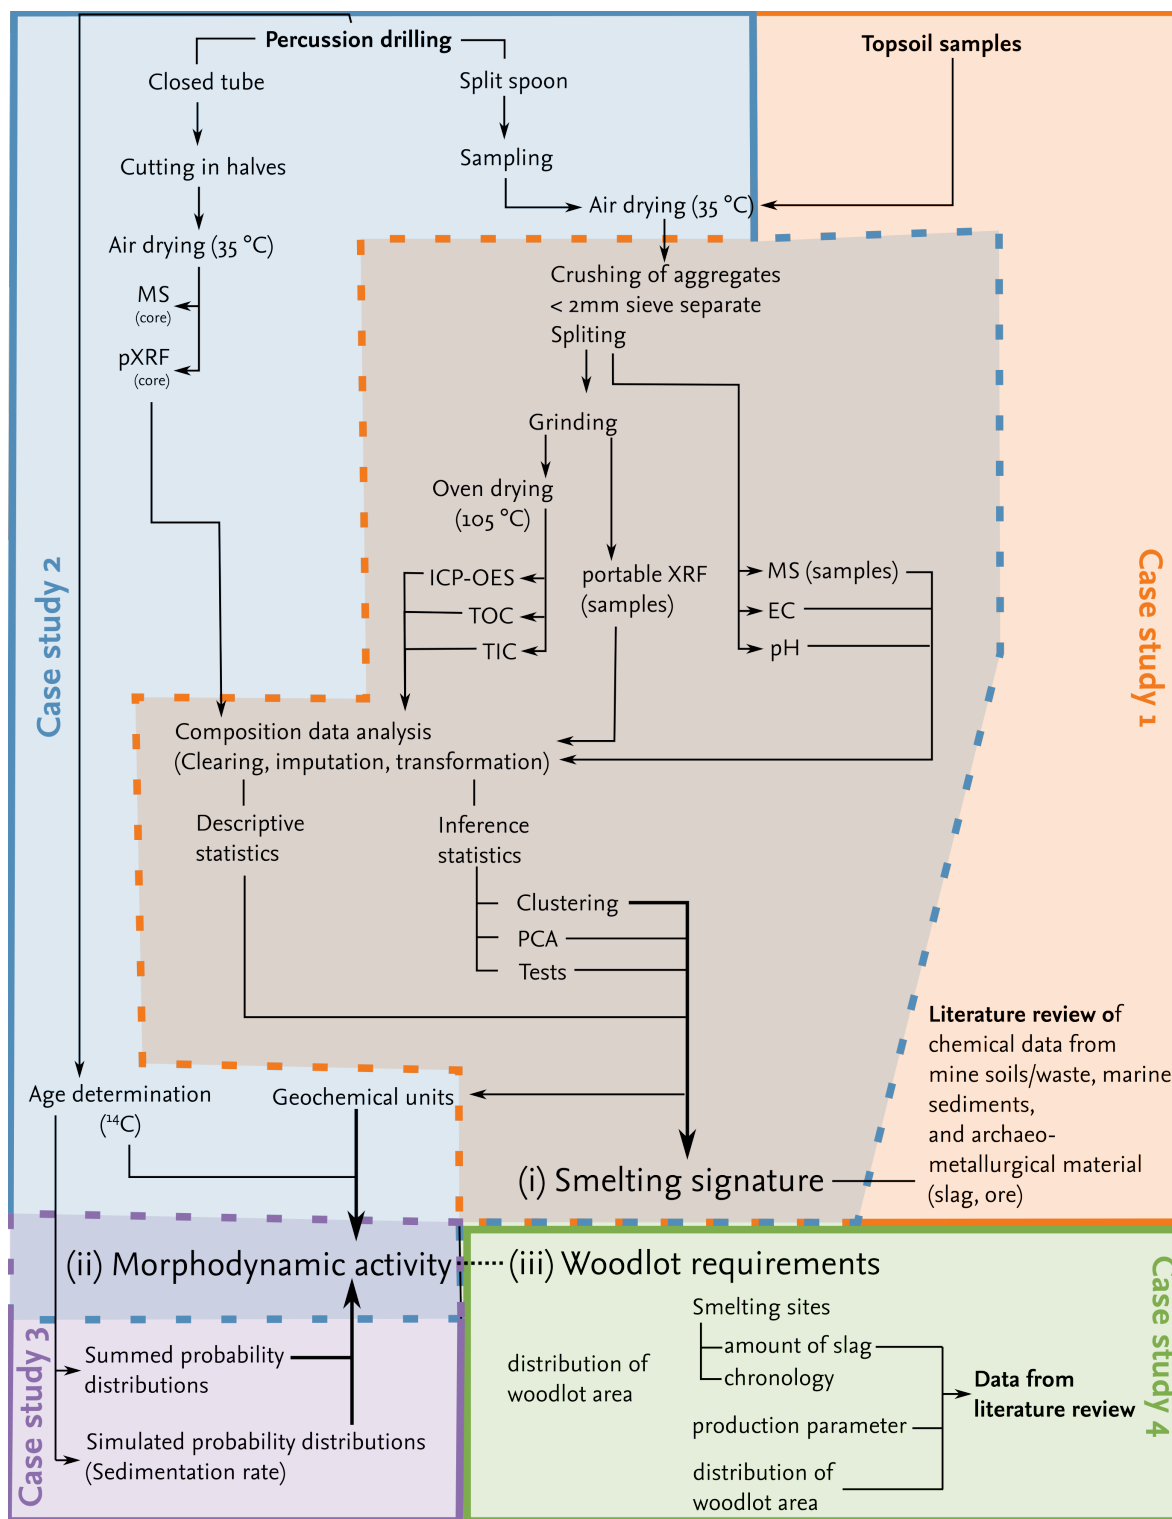 Percussion drilling
Topsoil samples
Closed tube
Split spoon
Cutting in halves
Sampling
Air drying (35 °C)
Air drying (35 °C)
MS
(core)
pXRF
(core)
Crushing of aggregates
< 2mm sieve separate
Spliting
Grinding
Oven drying
(105 °C)
ICP-OES
TOC
TIC
portable XRF
(samples)
MS (samples)
EC
pH
Case study 2
Case study 1
Composition data analysis
(Clearing, imputation, transformation)
Descriptive
statistics
Inference
statistics
Clustering
PCA
Tests
Literature review of
chemical data from
mine soils/waste, marine
sediments,
and archaeo-
metallurgical material
(slag, ore)
Age determination
(¹⁴C)
Geochemical units
(i) Smelting signature
(ii) Morphodynamic activity
(iii) Woodlot requirements
Case study 3
Summed probability
distributions
Simulated probability distributions
(Sedimentation rate)
Smelting sites
amount of slag
chronology
distribution of
woodlot area
production parameter
distribution of
woodlot area
Data from
literature review
Case study 4